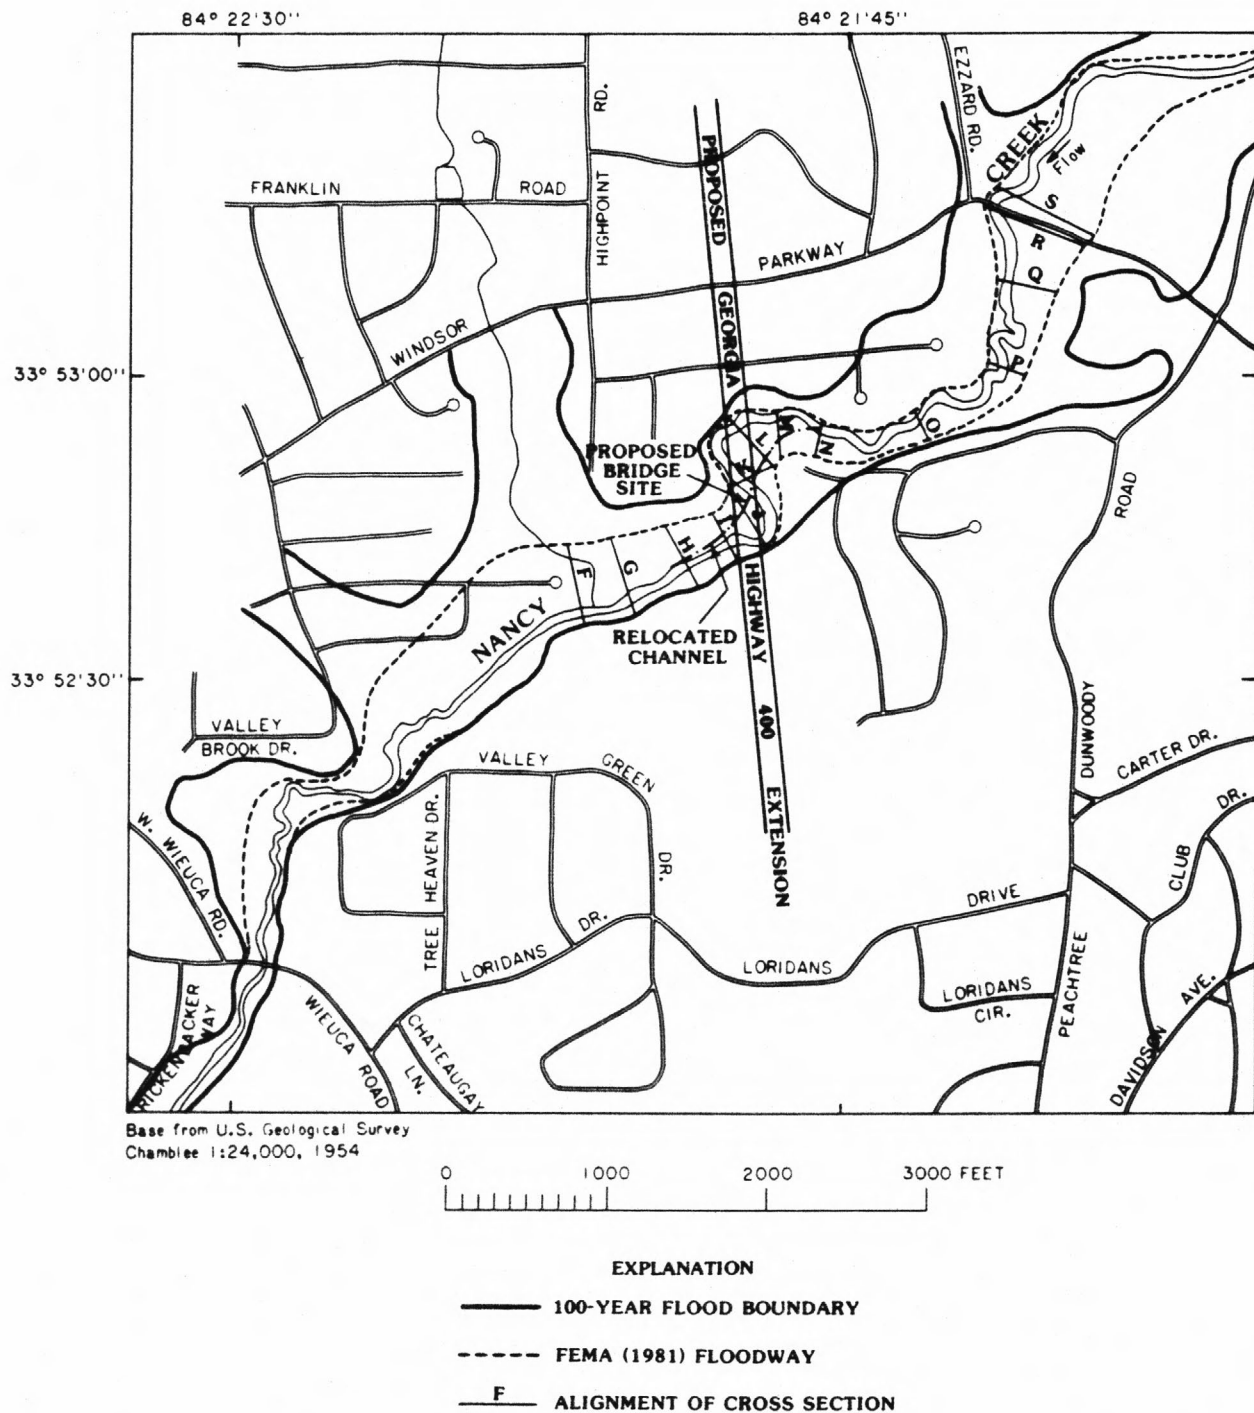 84° 22'30''
84° 21'45''
EZZARD RD.
HIGHPOINT RD.
PROPOSED GEORGIA HIGHWAY 400 EXTENSION
CREEK
Flow
FRANKLIN ROAD
S
R
PARKWAY
Q
WINDSOR
33° 53'00''
P
O
L
M
N
PROPOSED
BRIDGE
SITE
K
J
I
ROAD
H
F
G
NANCY
RELOCATED
CHANNEL
33° 52'30''
VALLEY
BROOK DR.
DUNWOODY
CARTER DR.
VALLEY GREEN DR.
W. WIEUCA RD.
TREE HEAVEN DR.
CLUB DR.
DRIVE
LORIDANS DR.
LORIDANS
LORIDANS
CIR.
PEACHTREE
DAVIDSON AVE.
RICKENBACKER
WAY
WIEUCA ROAD
CHATEAUGAY
LN.
Base from U.S. Geological Survey
Chamblee 1:24,000, 1954
0 1000 2000 3000 FEET
EXPLANATION
100-YEAR FLOOD BOUNDARY
FEMA (1981) FLOODWAY
F
ALIGNMENT OF CROSS SECTION